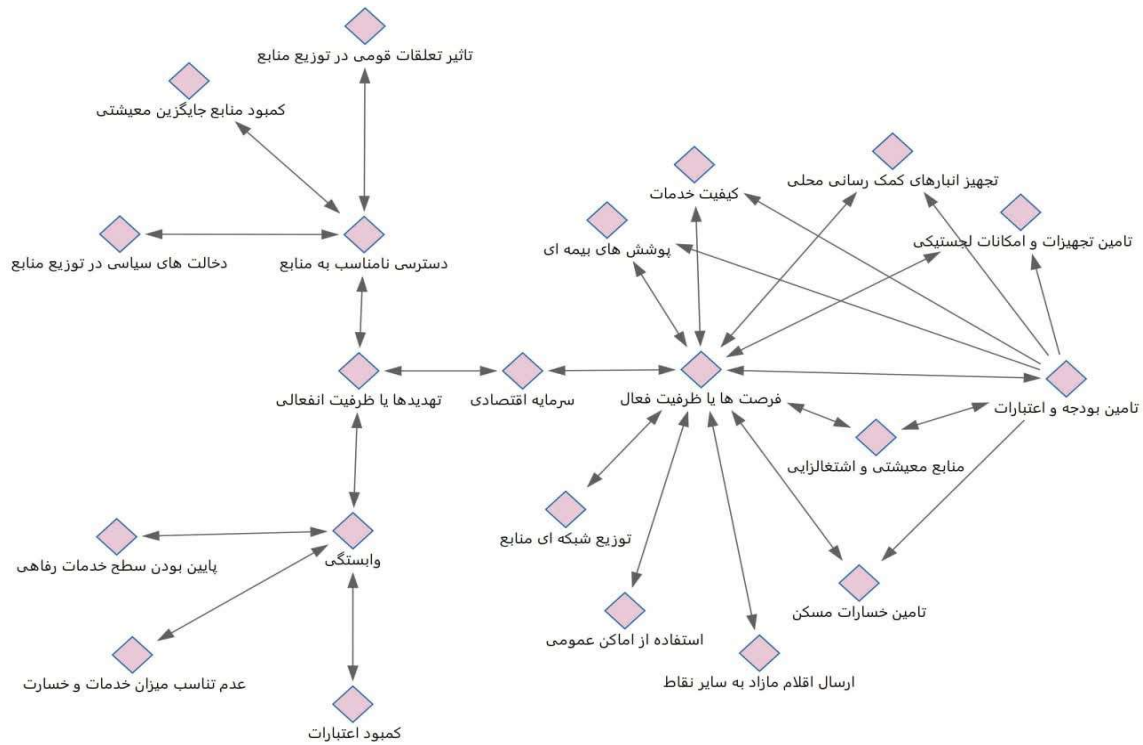 تاثیر تعلقات قومی در توزیع منابع
کمبود منابع جایگزین معیشتی
تجهیز انبارهای کمک رسانی محلی
کیفیت خدمات
تامین تجهیزات و امکانات لجستیکی
پوشش های بیمه ای
دسترسی نامناسب به منابع
دخالت های سیاسی در توزیع منابع
تامین بودجه و اعتبارات
فرصت ها یا ظرفیت فعال
سرمایه اقتصادی
تهدیدها یا ظرفیت انفعالی
منابع معیشتی و اشتغالزایی
توزیع شبکه ای منابع
وابستگی
پایین بودن سطح خدمات رفاهی
تامین خسارات مسکن
استفاده از اماکن عمومی
ارسال اقلام مازاد به سایر نقاط
عدم تناسب میزان خدمات و خسارت
کمبود اعتبارات